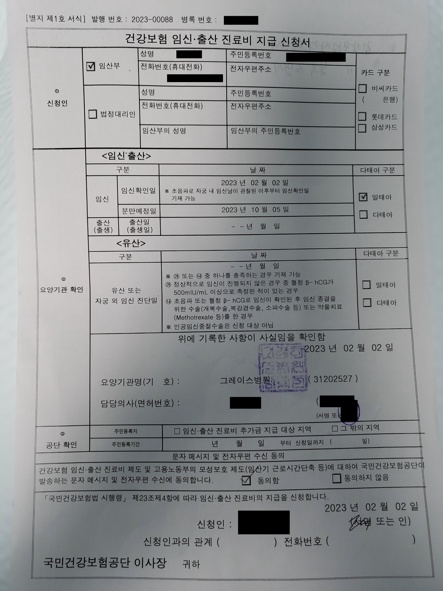 [별지 제1호 서식] 발행 번호 : 2023-00088 병록 번호 :
건강보험 임신·출산 진료비 지급 신청서
① 신청인
☑ 임산부
성명
주민등록번호
전화번호(휴대전화)
전자우편주소
□ 법정대리인
성명
주민등록번호
전화번호(휴대전화)
전자우편주소
임산부의 성명
임산부의 주민등록번호
카드 구분
□ 비씨카드
( 은행)
□ 롯데카드
□ 삼성카드
② 요양기관 확인
<임신·출산>
구분 날 짜 다태아 구분
임신
임신확인일
2023 년 02 월 02 일
※ 초음파로 자궁 내 임신낭이 관찰된 이후부터 임신확인일
기재 가능
분만예정일
2023 년 10 월 05 일
출산
(출생)
출산일
(출생일)
- - 년 월 일
☑ 일태아
□ 다태아
<유산>
구분 날 짜 다태아 구분
유산 또는
자궁 외 임신 진단일
- - 년 월 일
※ ㉮ 또는 ㉯ 중 하나를 충족하는 경우 기재 가능
㉮ 정상적으로 임신이 진행되지 않은 경우 중 혈청 β- hCG가
500mIU/mL 이상으로 측정된 적이 있는 경우
㉯ 초음파 또는 혈청 β- hCG로 임신이 확인된 후 임신 종결을
위한 수술(개복수술,복강경수술, 소파수술 등) 또는 약물치료
(Methotrexate 등)를 한 경우
※ 인공임신중절수술은 신청 대상 아님
□ 일태아
□ 다태아
위에 기록한 사항이 사실임을 확인함
2023 년 02 월 02 일
요양기관명(기 호) : 그레이스병원 ( 31202527 )
담당의사(면허번호) :
(서명 또는
② 공단 확인
주민등록지
□ 임신·출산 진료비 추가금 지급 대상 지역 □ 그 밖의 지역
주민등록기간
년 월 일 부터 신청일까지 ( 일)
문자 메시지 및 전자우편 수신 동의
건강보험 임신·출산 진료비 제도 및 고용노동부의 모성보호 제도(임신기 근로시간단축 등)에 대하여 국민건강보험공단이
발송하는 문자 메시지 및 전자우편 수신에 동의합니다. ☑ 동의함 □ 동의하지 않음
「국민건강보험법 시행령」 제23조제4항에 따라 임신·출산 진료비의 지급을 신청합니다.
2023 년 02 월 02 일
신청인 : (서명 또는 인)
신청인과의 관계 ( ) 전화번호 ( )
국민건강보험공단 이사장 귀하